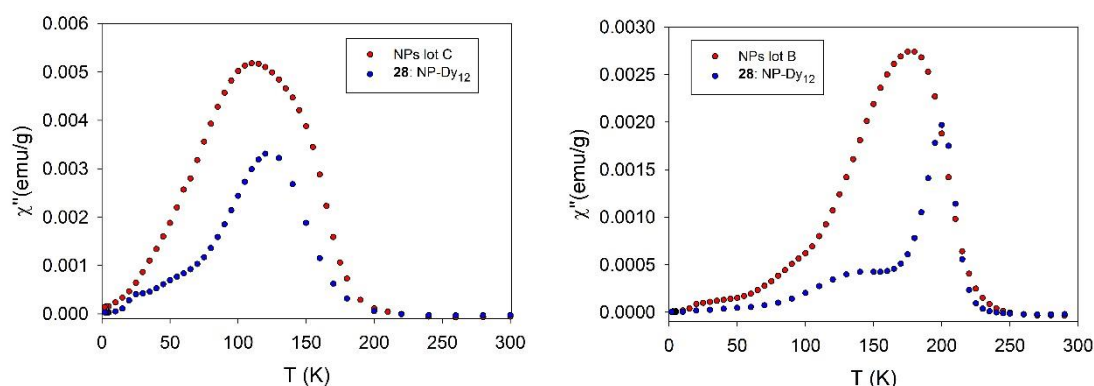 0.006
0.005
0.004
0.003
0.002
0.001
0.000
χ"(emu/g)
NPs lot C
28: NP-Dy12
0 50 100 150 200 250 300
T (K)
0.0030
0.0025
0.0020
0.0015
0.0010
0.0005
0.0000
χ"(emu/g)
NPs lot B
28: NP-Dy12
0 50 100 150 200 250 300
T (K)